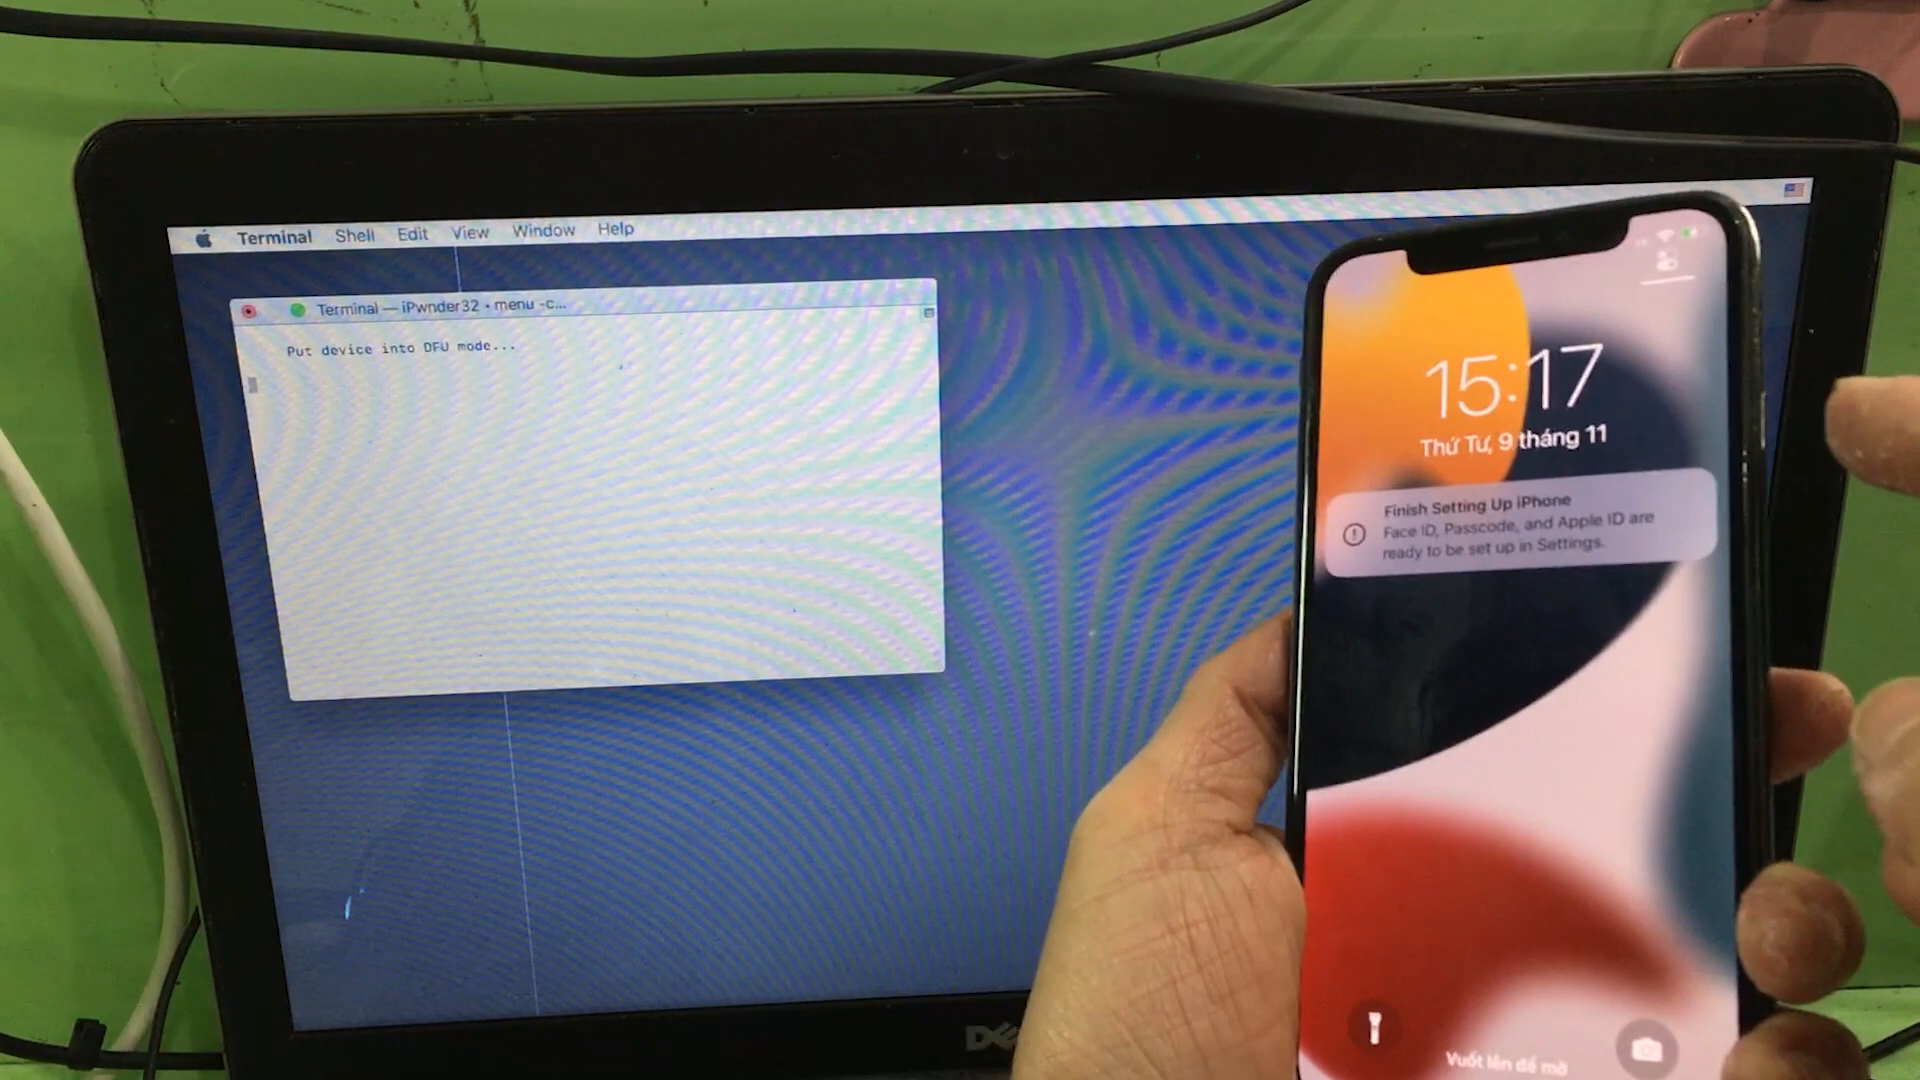 Terminal Shell Edit View Window Help
Terminal — iPwnder32 • menu -c...
Put device into DFU mode...
15:17
Thứ Tư, 9 tháng 11
Finish Setting Up iPhone
Face ID, Passcode, and Apple ID are
ready to be set up in Settings.
Vuốt lên để mở